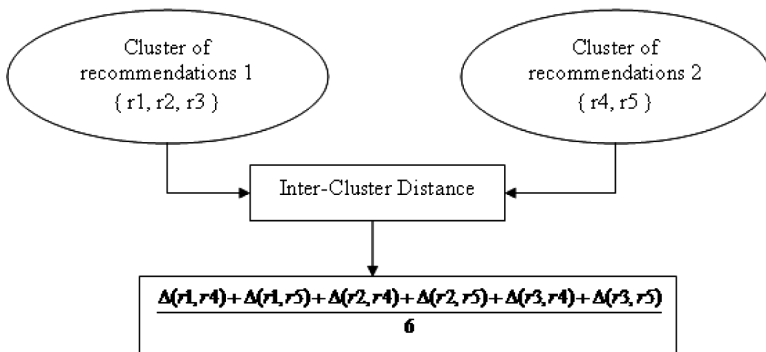 Cluster of
recommendations 1
{ r1, r2, r3 }
Cluster of
recommendations 2
{ r4, r5 }
Inter-Cluster Distance
Δ(r1,r4)+Δ(r1,r5)+Δ(r2,r4)+Δ(r2,r5)+Δ(r3,r4)+Δ(r3,r5)
6